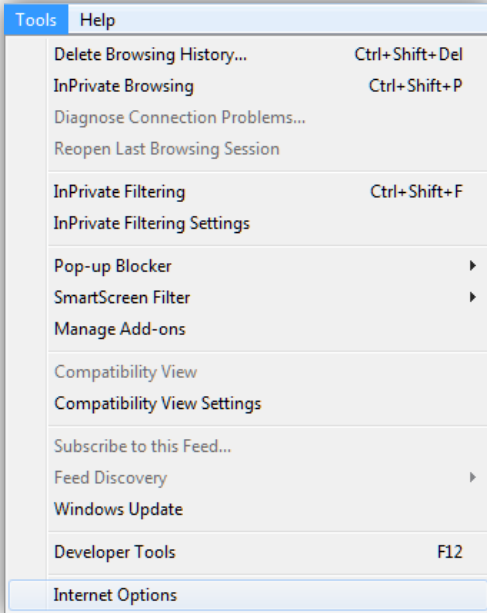 Tools Help
Delete Browsing History... Ctrl+Shift+Del
InPrivate Browsing Ctrl+Shift+P
Diagnose Connection Problems...
Reopen Last Browsing Session
InPrivate Filtering Ctrl+Shift+F
InPrivate Filtering Settings
Pop-up Blocker
SmartScreen Filter
Manage Add-ons
Compatibility View
Compatibility View Settings
Subscribe to this Feed...
Feed Discovery
Windows Update
Developer Tools F12
Internet Options